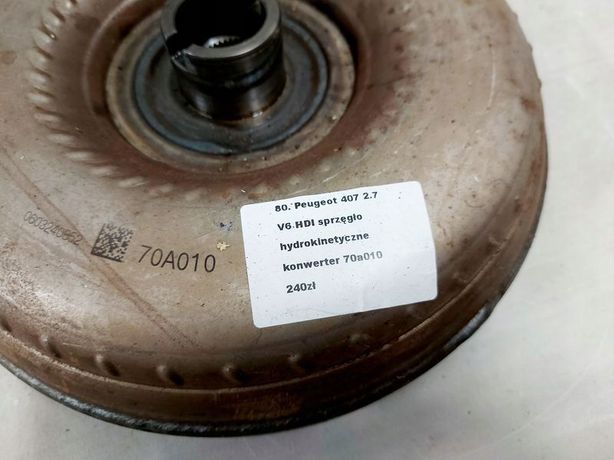 70A010
80. Peugeot 407 2.7
V6 HDI sprzęgło
hydrokinetyczne
konwerter 70a010
240zł